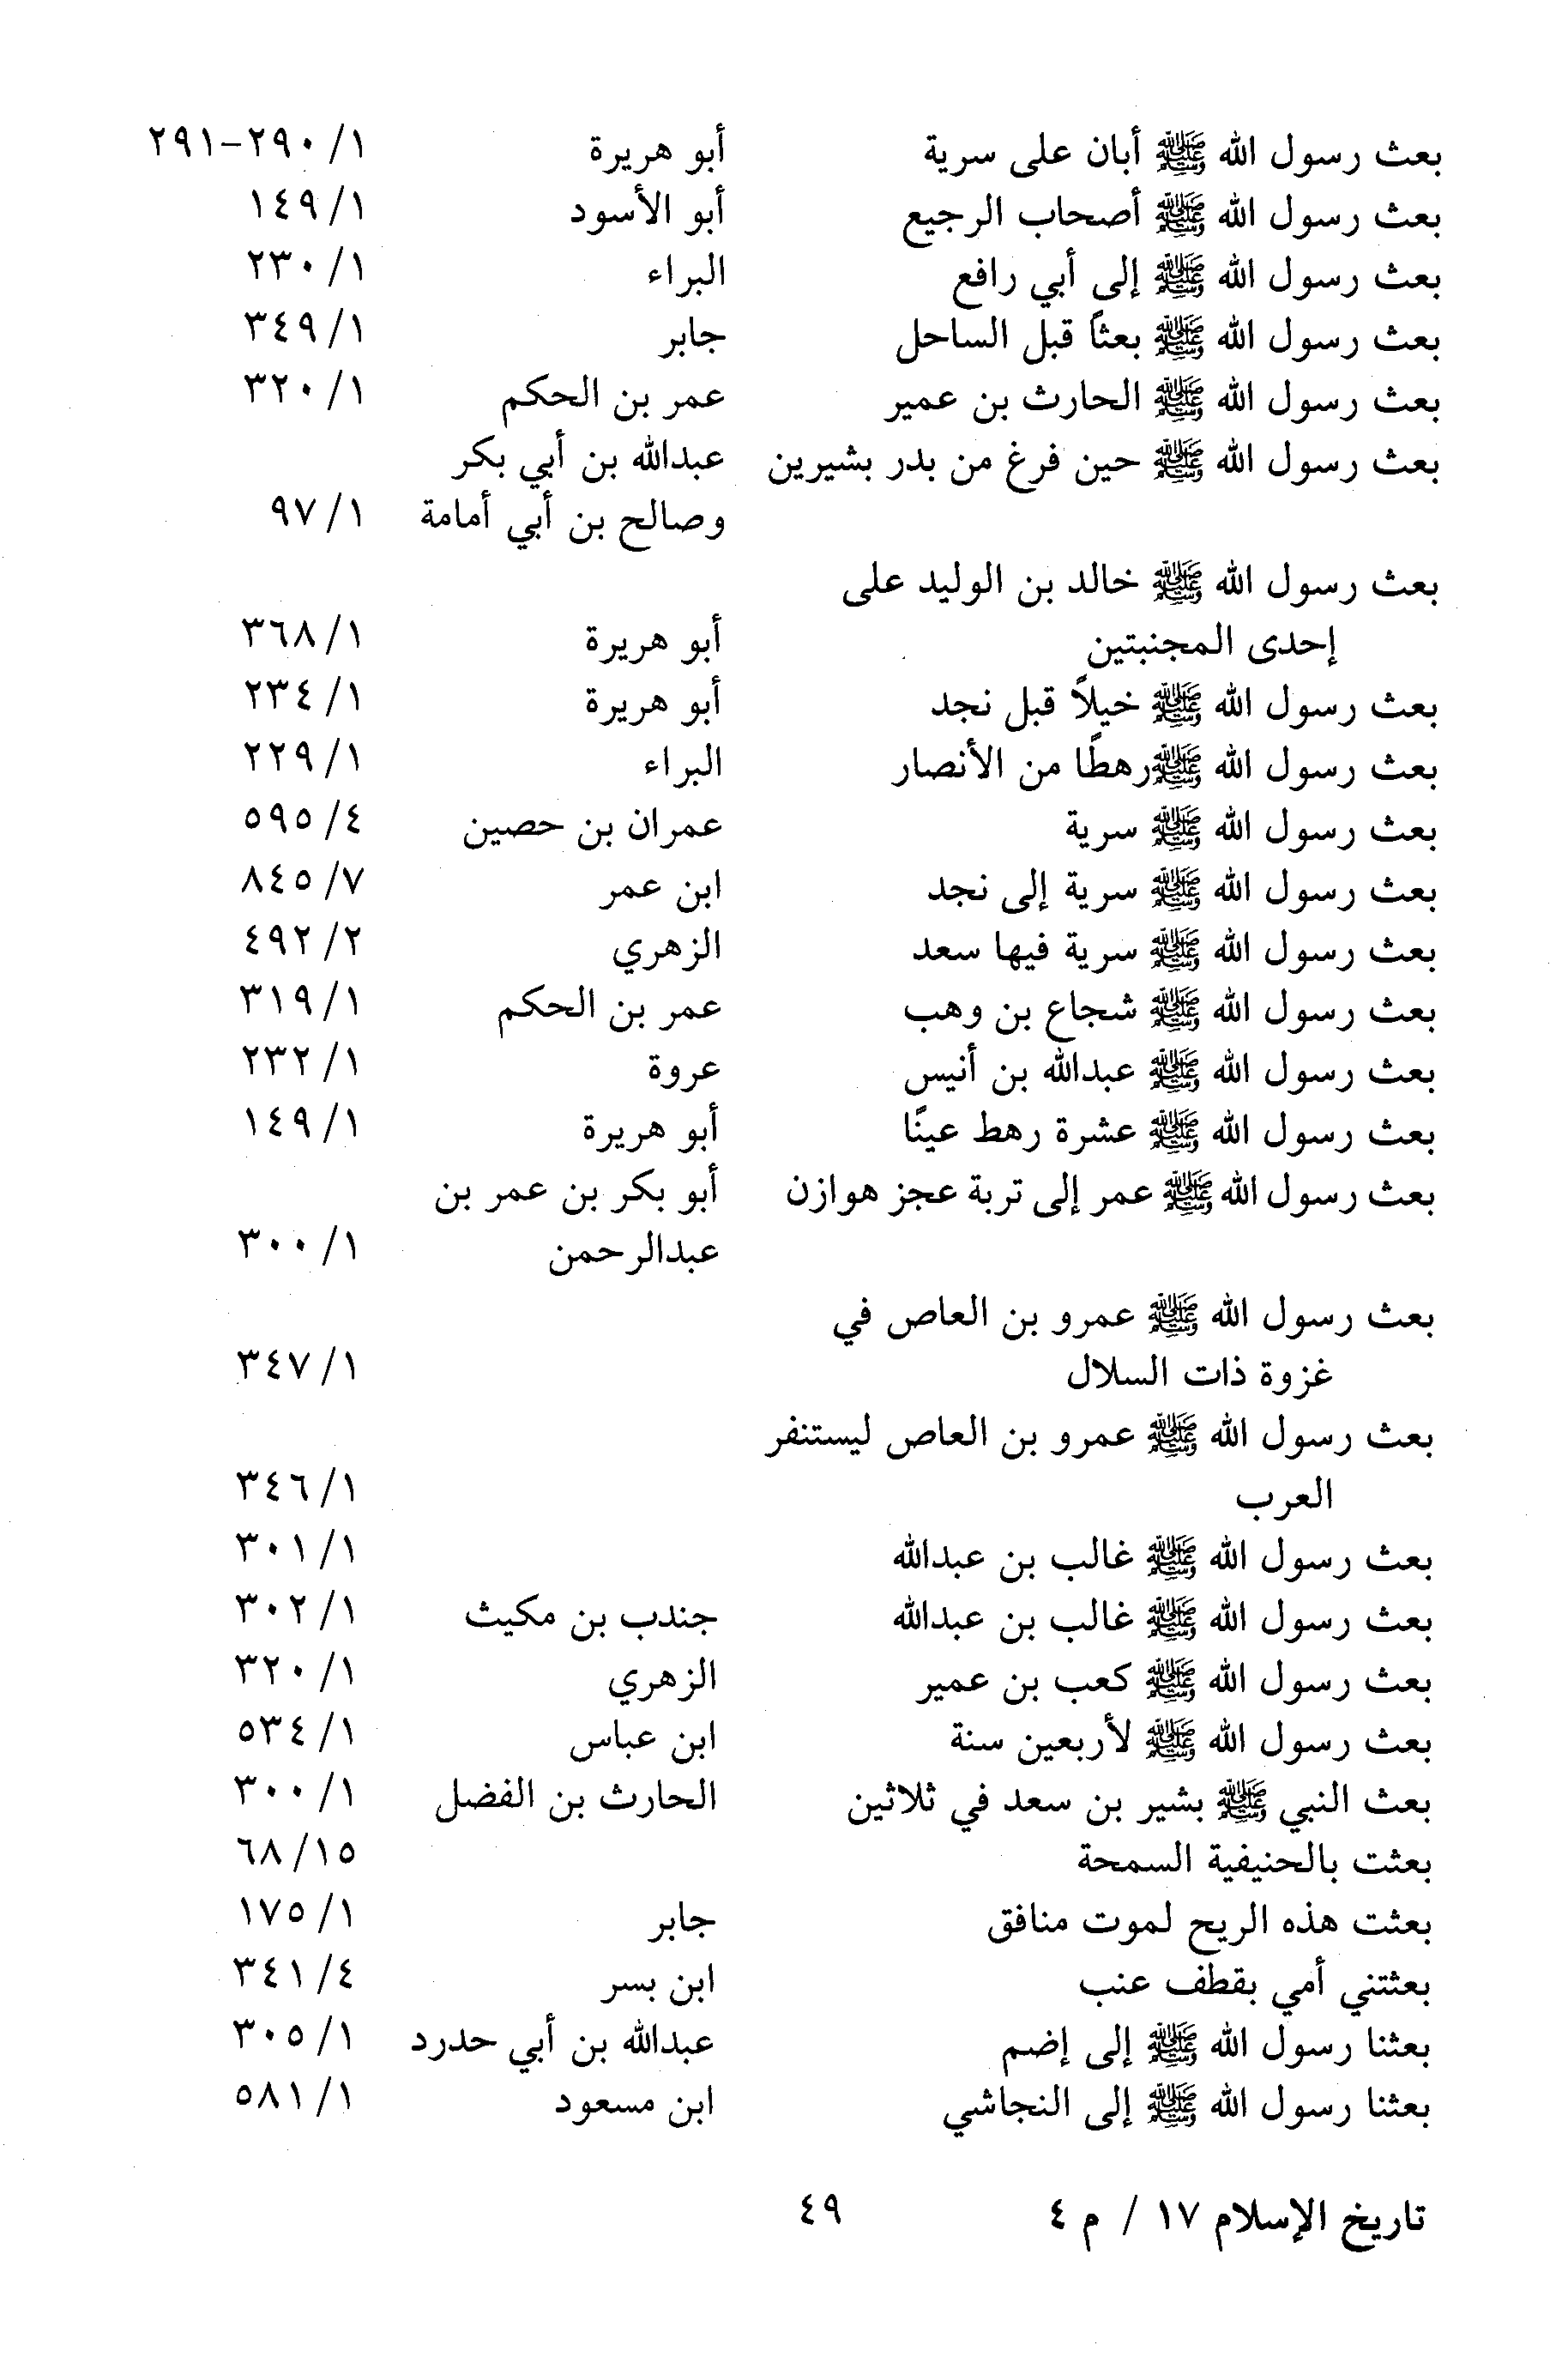 بعث رسول الله ﷺ أبان على سرية أبو هريرة ١/ ٢٩٠-٢٩١
بعث رسول الله ﷺ أصحاب الرجيع أبو الأسود ١/ ١٤٩
بعث رسول الله ﷺ إلى أبي رافع البراء ١/ ٢٣٠
بعث رسول الله ﷺ بعثاً قبل الساحل جابر ١/ ٣٤٩
بعث رسول الله ﷺ الحارث بن عمير عمر بن الحكم ١/ ٣٢٠
بعث رسول الله ﷺ حين فرغ من بدر بشيرين عبدالله بن أبي بكر
وصالح بن أبي أمامة ١/ ٩٧
بعث رسول الله ﷺ خالد بن الوليد على
إحدى المجنبتين أبو هريرة ١/ ٣٦٨
بعث رسول الله ﷺ خيلاً قبل نجد أبو هريرة ١/ ٢٣٤
بعث رسول الله ﷺ رهطًا من الأنصار البراء ١/ ٢٢٩
بعث رسول الله ﷺ سرية عمران بن حصين ٤/ ٥٩٥
بعث رسول الله ﷺ سرية إلى نجد ابن عمر ٧/ ٨٤٥
بعث رسول الله ﷺ سرية فيها سعد الزهري ٢/ ٤٩٢
بعث رسول الله ﷺ شجاع بن وهب عمر بن الحكم ١/ ٣١٩
بعث رسول الله ﷺ عبدالله بن أنيس عروة ١/ ٢٣٢
بعث رسول الله ﷺ عشرة رهط عينًا أبو هريرة ١/ ١٤٩
بعث رسول الله ﷺ عمر إلى تربة عجز هوازن أبو بكر بن عمر بن
عبدالرحمن ١/ ٣٠٠
بعث رسول الله ﷺ عمرو بن العاص في
غزوة ذات السلال ١/ ٣٤٧
بعث رسول الله ﷺ عمرو بن العاص ليستنفر
العرب ١/ ٣٤٦
بعث رسول الله ﷺ غالب بن عبدالله ١/ ٣٠١
بعث رسول الله ﷺ غالب بن عبدالله جندب بن مكيث ١/ ٣٠٢
بعث رسول الله ﷺ كعب بن عمير الزهري ١/ ٣٢٠
بعث رسول الله ﷺ لأربعين سنة ابن عباس ١/ ٥٣٤
بعث النبي ﷺ بشير بن سعد في ثلاثين الحارث بن الفضل ١/ ٣٠٠
بعثت بالحنيفية السمحة ١٥/ ٦٨
بعثت هذه الريح لموت منافق جابر ١/ ١٧٥
بعثتني أمي بقطف عنب ابن بسر ٤/ ٣٤١
بعثنا رسول الله ﷺ إلى إضم عبدالله بن أبي حدرد ١/ ٣٠٥
بعثنا رسول الله ﷺ إلى النجاشي ابن مسعود ١/ ٥٨١
تاريخ الإسلام ١٧ / م ٤ ٤٩